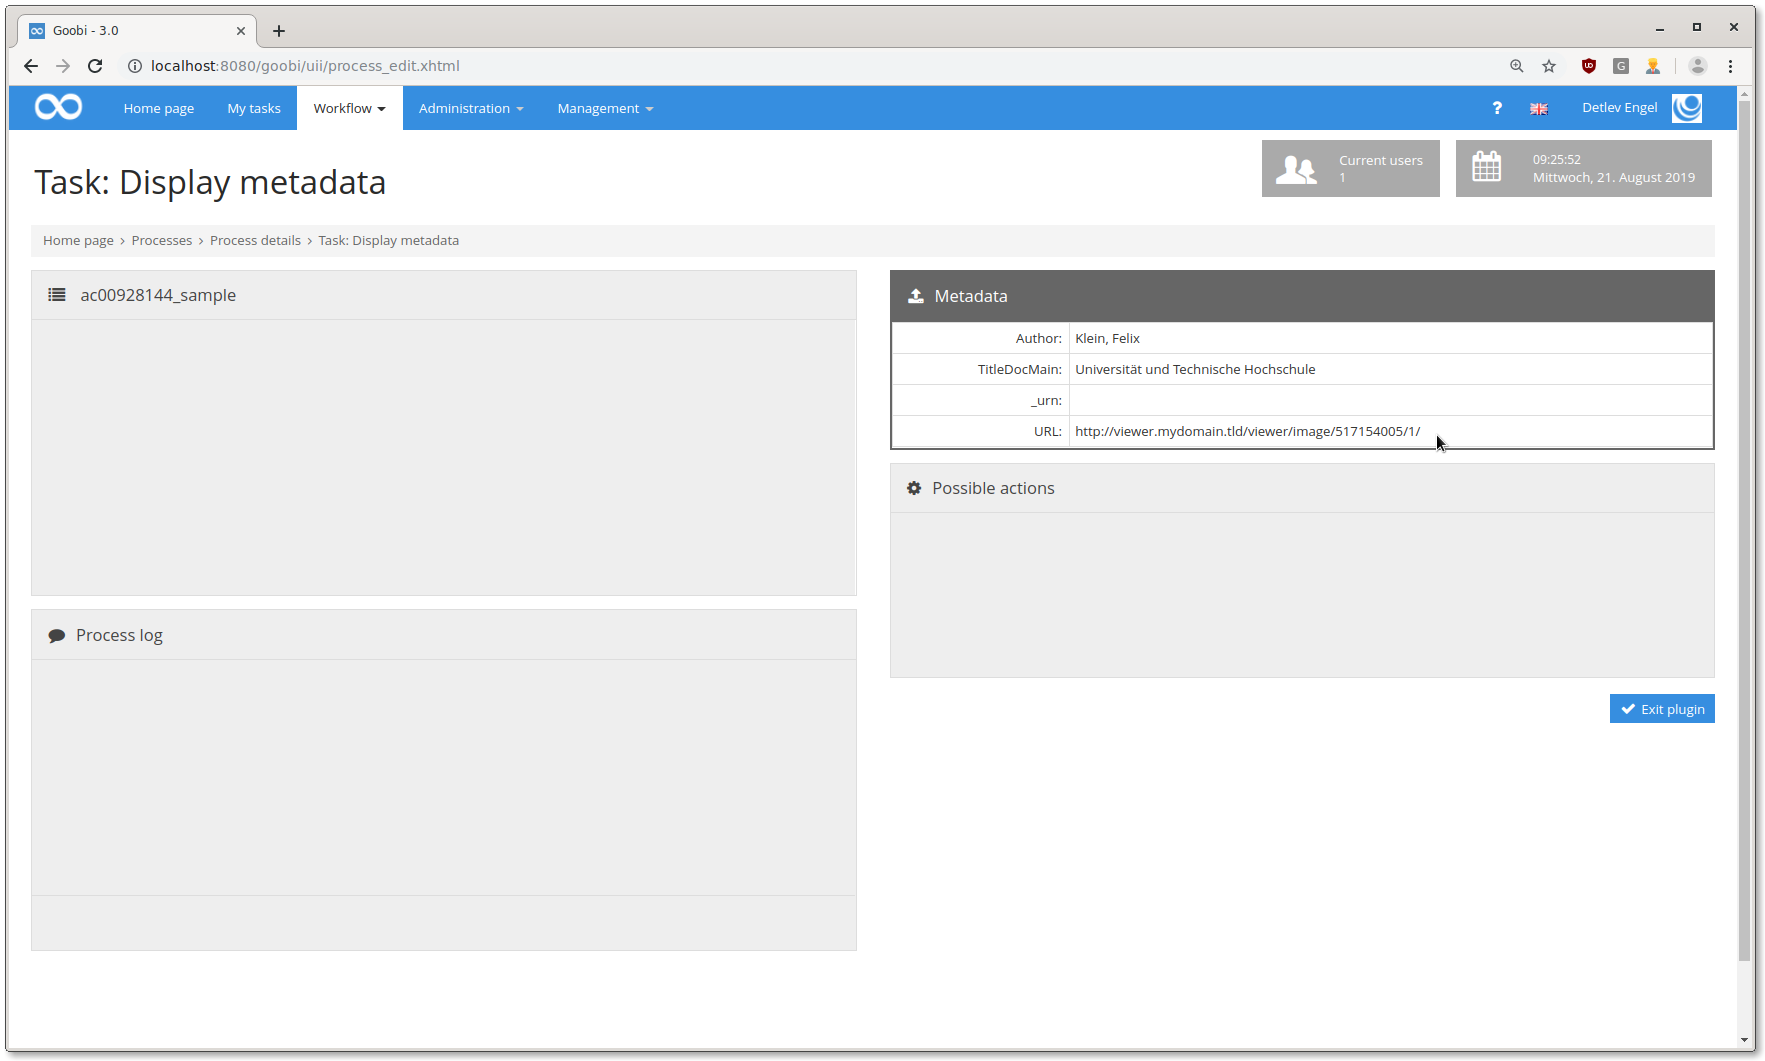 Goobi - 3.0
localhost:8080/goobi/uii/process_edit.xhtml
Home page My tasks Workflow Administration Management ? Detlev Engel
Task: Display metadata
Current users
1
09:25:52
Mittwoch, 21. August 2019
Home page › Processes › Process details › Task: Display metadata
ac00928144_sample
Process log
Metadata
Author: Klein, Felix
TitleDocMain: Universität und Technische Hochschule
_urn:
URL: http://viewer.mydomain.tld/viewer/image/517154005/1/
Possible actions
Exit plugin